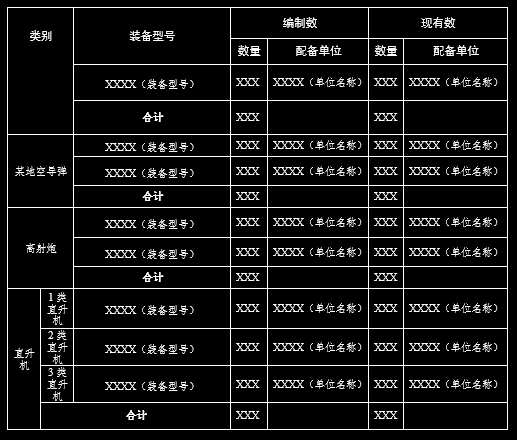 类别 装备型号 编制数 现有数
数量 配备单位 数量 配备单位
XXXX（装备型号） XXX XXXX（单位名称） XXX XXXX（单位名称）
合计 XXX XXX
某地空导弹 XXXX（装备型号） XXX XXXX（单位名称） XXX XXXX（单位名称）
XXXX（装备型号） XXX XXXX（单位名称） XXX XXXX（单位名称）
合计 XXX XXX
高射炮 XXXX（装备型号） XXX XXXX（单位名称） XXX XXXX（单位名称）
XXXX（装备型号） XXX XXXX（单位名称） XXX XXXX（单位名称）
合计 XXX XXX
直升机 1类直升机 XXXX（装备型号） XXX XXXX（单位名称） XXX XXXX（单位名称）
2类直升机 XXXX（装备型号） XXX XXXX（单位名称） XXX XXXX（单位名称）
3类直升机 XXXX（装备型号） XXX XXXX（单位名称） XXX XXXX（单位名称）
合计 XXX XXX